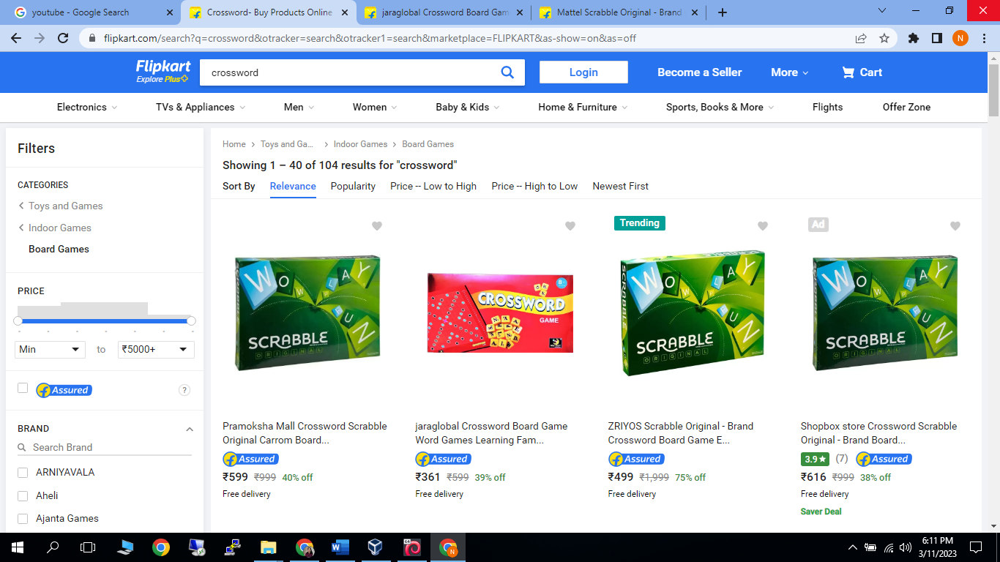 youtube - Google Search
Crossword- Buy Products Online
jaraglobal Crossword Board Gam
Mattel Scrabble Original - Brand
flipkart.com/search?q=crossword&otracker=search&otracker1=search&marketplace=FLIPKART&as-show=on&as=off
N
Flipkart
Explore Plus
crossword
Login
Become a Seller
More
Cart
Electronics
TVs & Appliances
Men
Women
Baby & Kids
Home & Furniture
Sports, Books & More
Flights
Offer Zone
Filters
CATEGORIES
Toys and Games
Indoor Games
Board Games
PRICE
Min
to
₹5000+
Assured
?
BRAND
Search Brand
ARNIYAVALA
Aheli
Ajanta Games
Home
Toys and Ga...
Indoor Games
Board Games
Showing 1 – 40 of 104 results for "crossword"
Sort By
Relevance
Popularity
Price -- Low to High
Price -- High to Low
Newest First
SCRABBLE
ORIGINAL
Pramoksha Mall Crossword Scrabble
Original Carrom Board...
Assured
₹599 ₹999 40% off
Free delivery
CROSSWORD
GAME
jaraglobal Crossword Board Game
Word Games Learning Fam...
Assured
₹361 ₹599 39% off
Free delivery
Trending
SCRABBLE
SCRABBLE
ORIGINAL
ZRIYOS Scrabble Original - Brand
Crossword Board Game E...
Assured
₹499 ₹1,999 75% off
Free delivery
Ad
SCRABBLE
ORIGINAL
Shopbox store Crossword Scrabble
Original - Brand Board...
3.9 (7) Assured
₹616 ₹999 38% off
Free delivery
Saver Deal
6:11 PM
3/11/2023